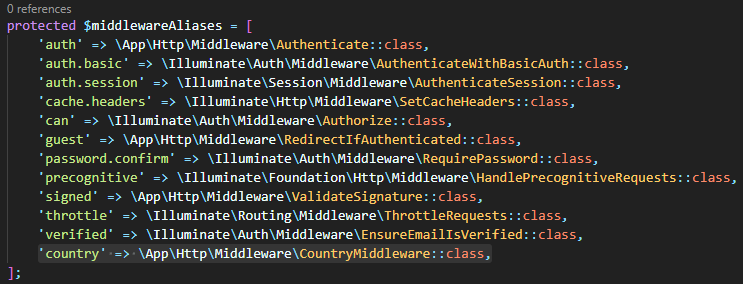 0 references
protected $middlewareAliases = [
'auth' => \App\Http\Middleware\Authenticate::class,
'auth.basic' => \Illuminate\Auth\Middleware\AuthenticateWithBasicAuth::class,
'auth.session' => \Illuminate\Session\Middleware\AuthenticateSession::class,
'cache.headers' => \Illuminate\Http\Middleware\SetCacheHeaders::class,
'can' => \Illuminate\Auth\Middleware\Authorize::class,
'guest' => \App\Http\Middleware\RedirectIfAuthenticated::class,
'password.confirm' => \Illuminate\Auth\Middleware\RequirePassword::class,
'precognitive' => \Illuminate\Foundation\Http\Middleware\HandlePrecognitiveRequests::class,
'signed' => \App\Http\Middleware\ValidateSignature::class,
'throttle' => \Illuminate\Routing\Middleware\ThrottleRequests::class,
'verified' => \Illuminate\Auth\Middleware\EnsureEmailIsVerified::class,
'country' => \App\Http\Middleware\CountryMiddleware::class,
];